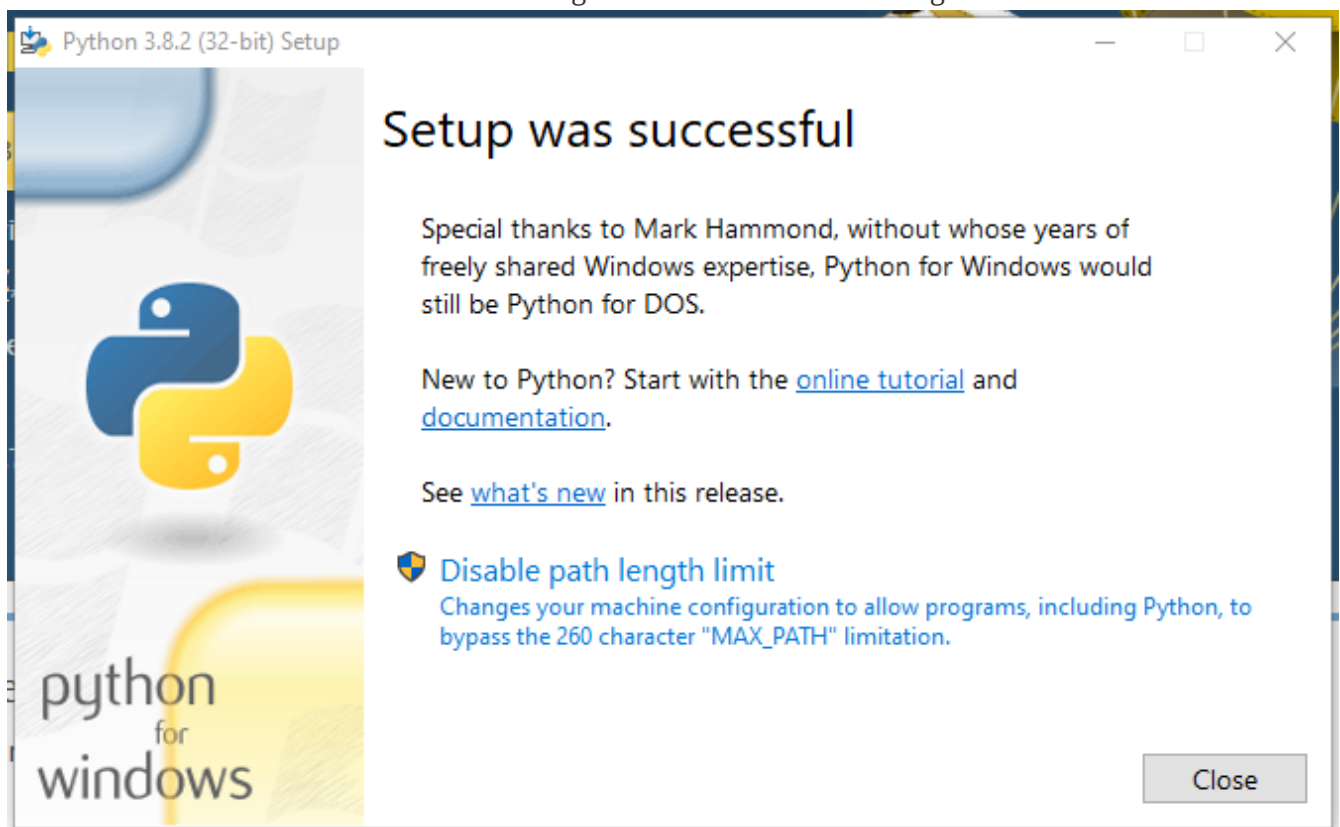 Python 3.8.2 (32-bit) Setup
Setup was successful
Special thanks to Mark Hammond, without whose years of
freely shared Windows expertise, Python for Windows would
still be Python for DOS.
New to Python? Start with the online tutorial and
documentation.
See what's new in this release.
Disable path length limit
Changes your machine configuration to allow programs, including Python, to
bypass the 260 character "MAX_PATH" limitation.
python
for
windows
Close